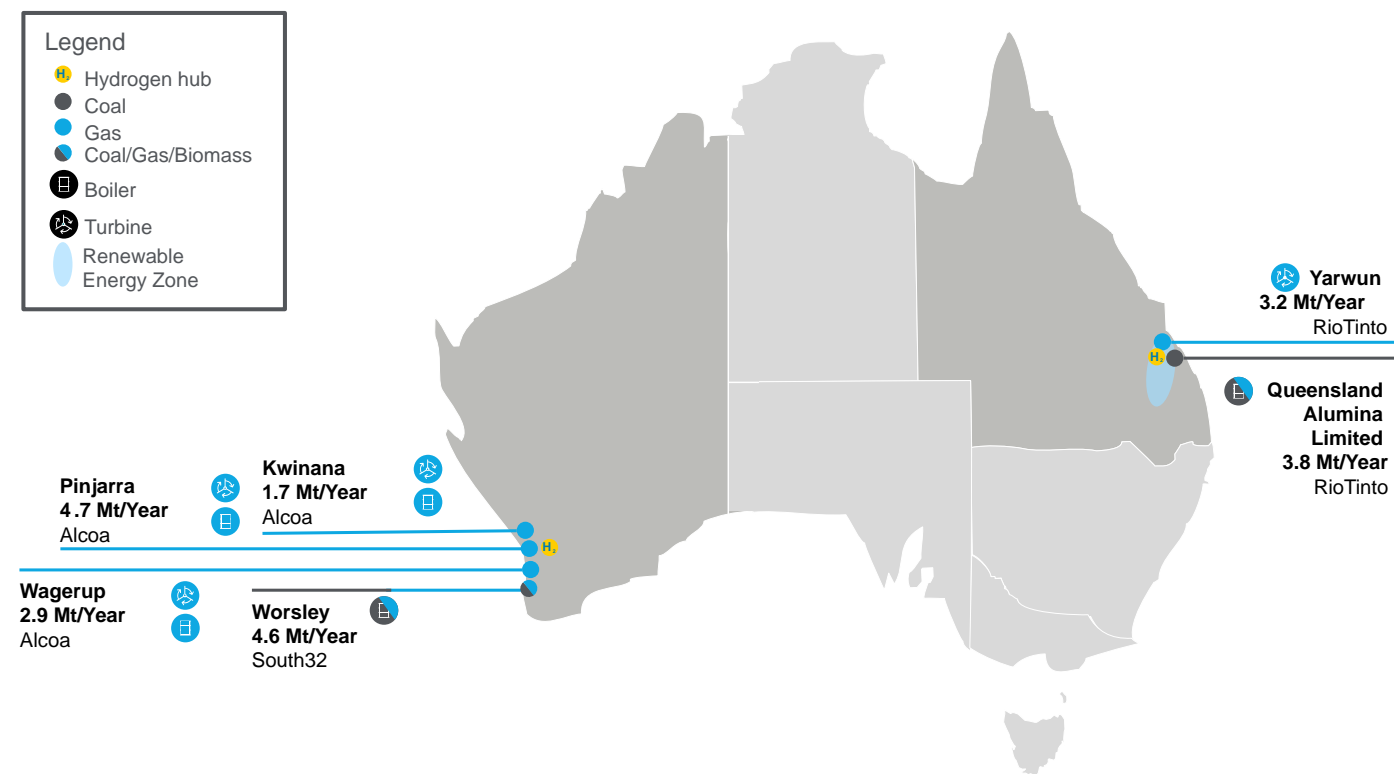 Legend
H₂ Hydrogen hub
Coal
Gas
Coal/Gas/Biomass
Boiler
Turbine
Renewable
Energy Zone
Yarwun
3.2 Mt/Year
RioTinto
H₂
Queensland
Alumina
Limited
3.8 Mt/Year
RioTinto
Kwinana
1.7 Mt/Year
Alcoa
Pinjarra
4.7 Mt/Year
Alcoa
H₂
Wagerup
2.9 Mt/Year
Alcoa
Worsley
4.6 Mt/Year
South32